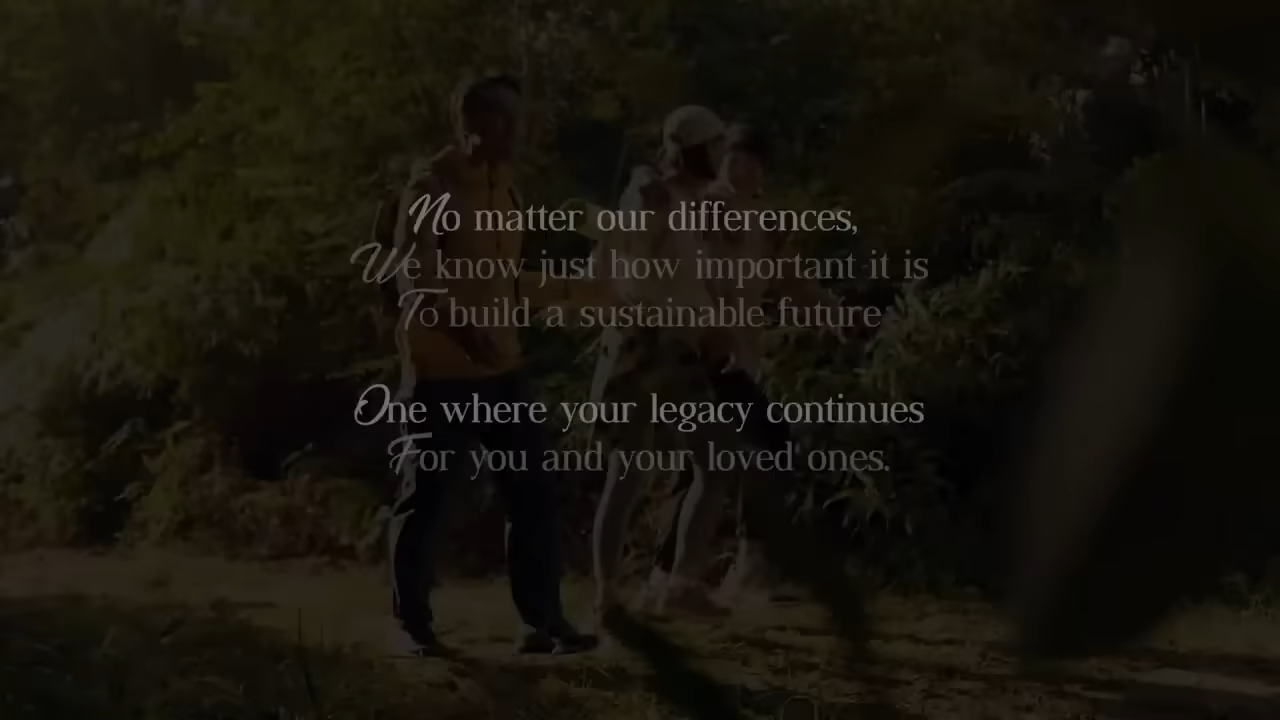 No matter our differences,
We know just how important it is
To build a sustainable future
One where your legacy continues
For you and your loved ones.